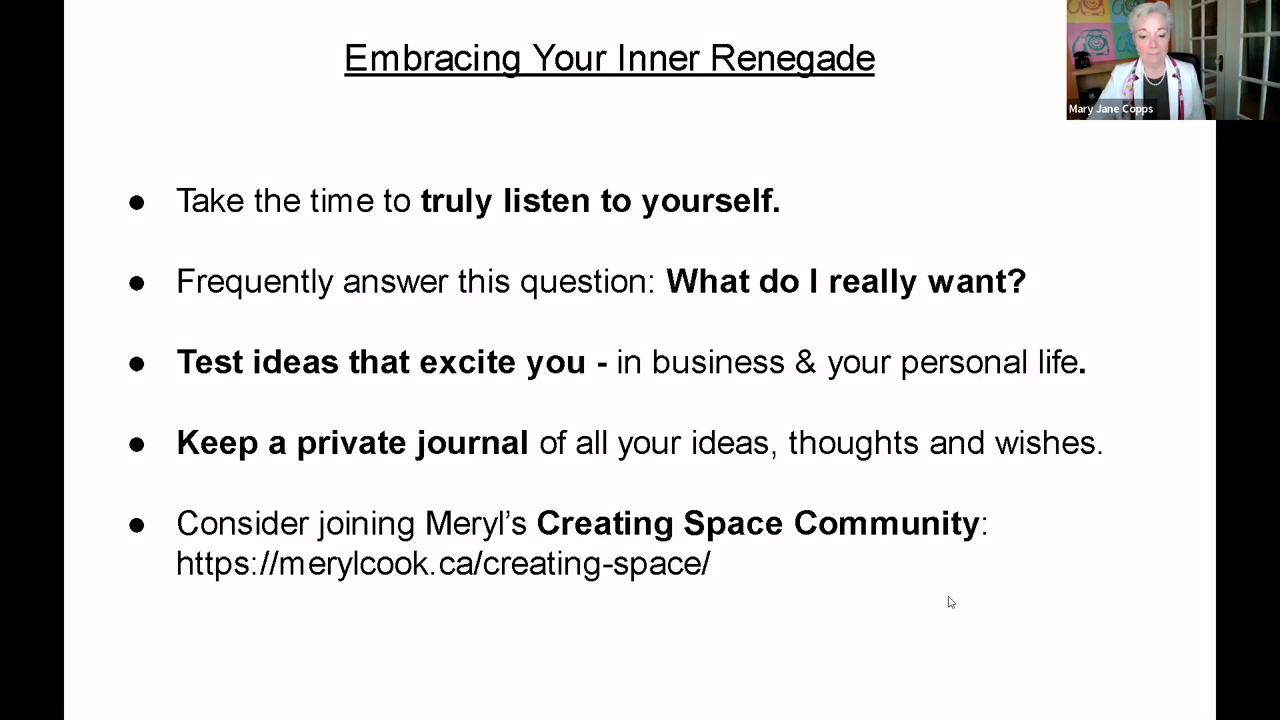 Embracing Your Inner Renegade
Mary Jane Copps
● Take the time to truly listen to yourself.
● Frequently answer this question: What do I really want?
● Test ideas that excite you - in business & your personal life.
● Keep a private journal of all your ideas, thoughts and wishes.
● Consider joining Meryl’s Creating Space Community:
https://merylcook.ca/creating-space/